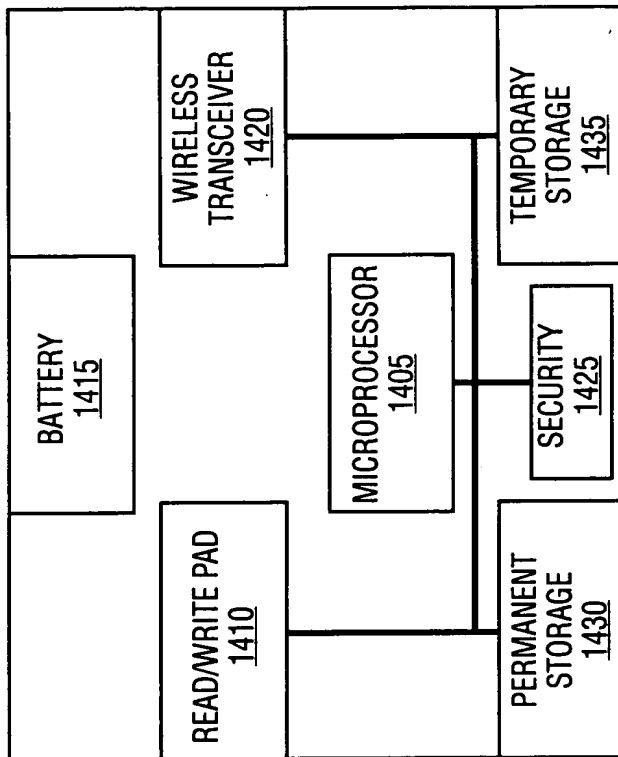 BATTERY
1415
READ/WRITE PAD
1410
WIRELESS
TRANSCEIVER
1420
MICROPROCESSOR
1405
PERMANENT
STORAGE
1430
SECURITY
1425
TEMPORARY
STORAGE
1435